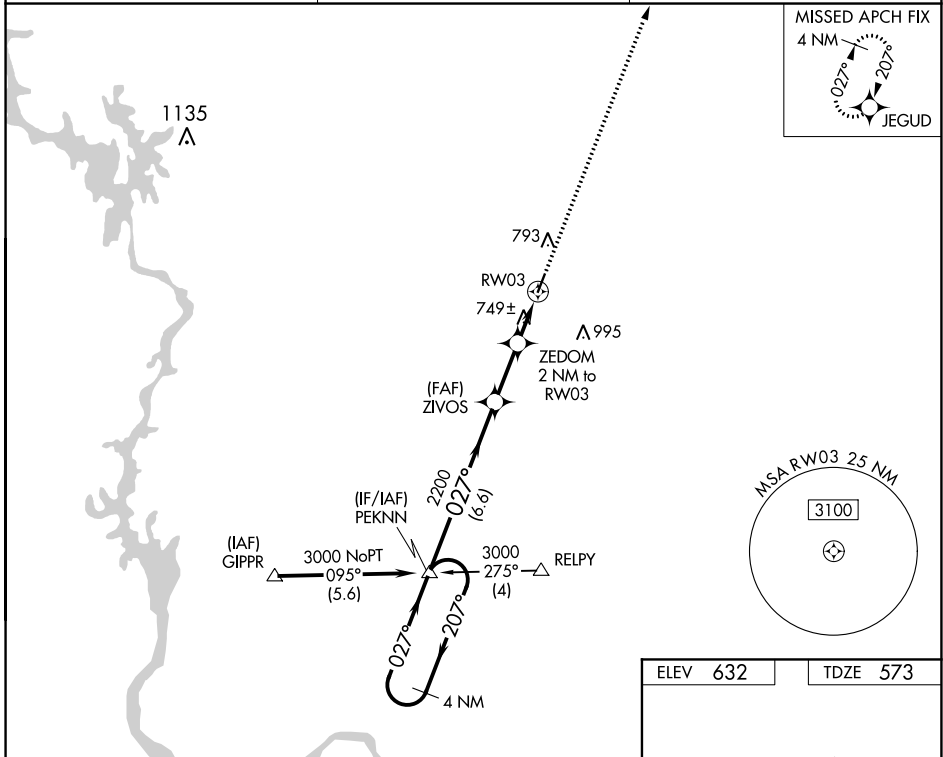 MISSED APCH FIX
4 NM
027°
207°
JEGUD
1135
793
RW03
749±
995
ZEDOM
2 NM to
RW03
(FAF)
ZIVOS
2200
027°
(6.6)
MSA RW03 25 NM
3100
(IF/IAF)
PEKNN
(IAF)
GIPPR
3000 NoPT
095°
(5.6)
3000
275°
(4)
RELPY
027°
207°
4 NM
ELEV 632
TDZE 573